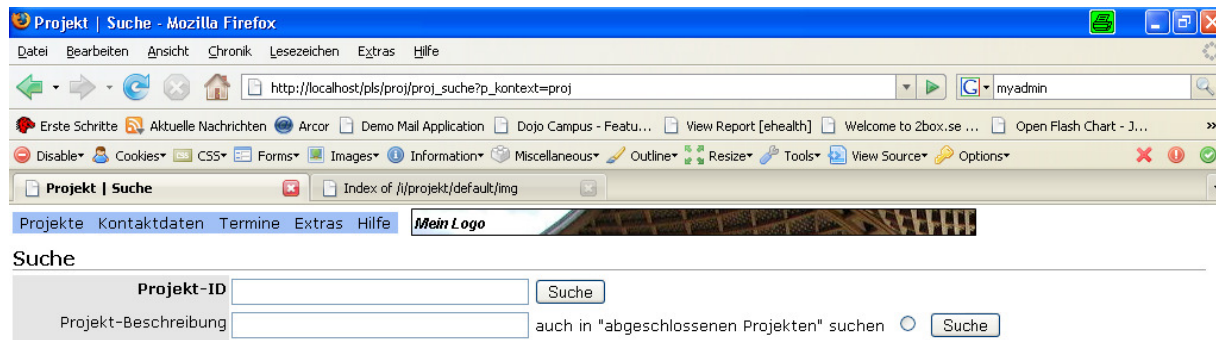 Projekt | Suche - Mozilla Firefox
Datei Bearbeiten Ansicht Chronik Lesezeichen Extras Hilfe
http://localhost/pls/proj/proj_suche?p_kontext=proj G myadmin
Erste Schritte Aktuelle Nachrichten Arcor Demo Mail Application Dojo Campus - Featu... View Report [ehealth] Welcome to 2box.se ... Open Flash Chart - J... »
Disable Cookies CSS Forms Images Information Miscellaneous Outline Resize Tools View Source Options
Projekt | Suche Index of /i/projekt/default/img
Projekte Kontaktdaten Termine Extras Hilfe Mein Logo
Suche
Projekt-ID Suche
Projekt-Beschreibung auch in "abgeschlossenen Projekten" suchen Suche